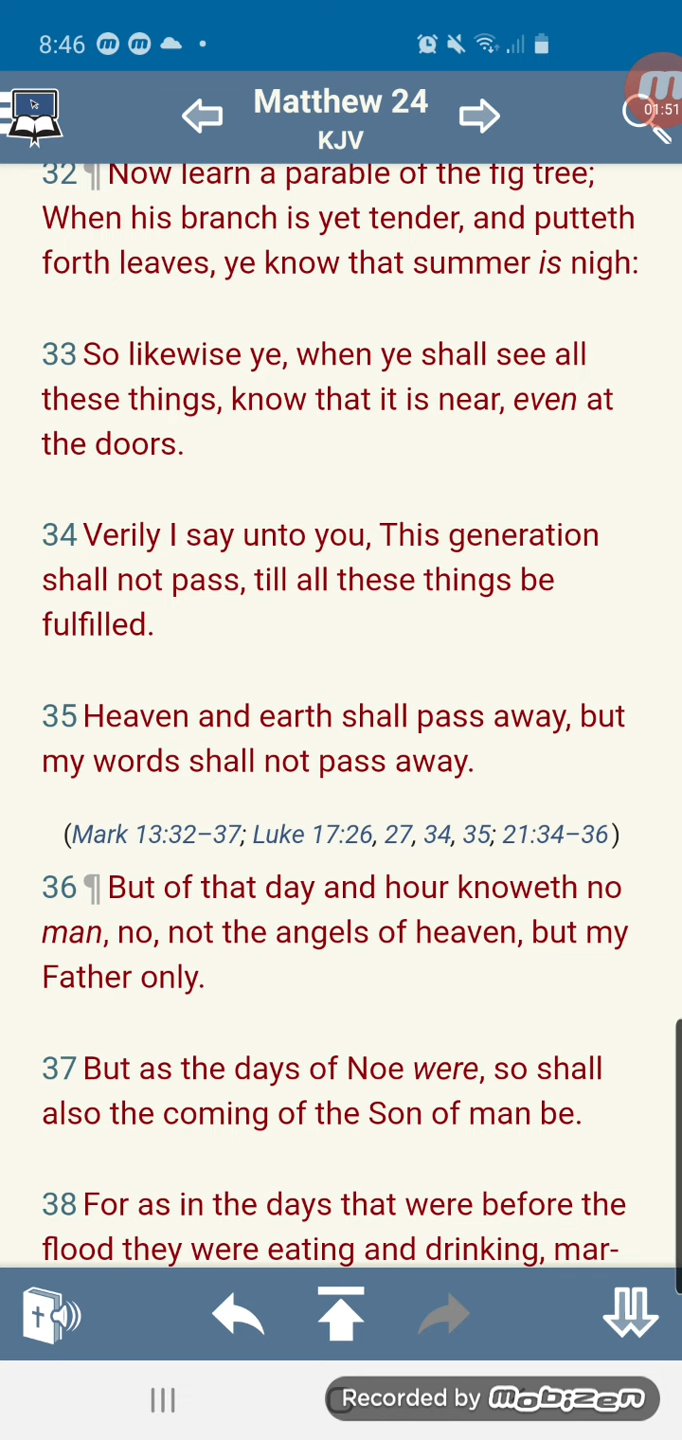 8:46
Matthew 24
KJV
01:51
32 ¶ Now learn a parable of the fig tree;
When his branch is yet tender, and putteth
forth leaves, ye know that summer is nigh:
33 So likewise ye, when ye shall see all
these things, know that it is near, even at
the doors.
34 Verily I say unto you, This generation
shall not pass, till all these things be
fulfilled.
35 Heaven and earth shall pass away, but
my words shall not pass away.
(Mark 13:32–37; Luke 17:26, 27, 34, 35; 21:34–36)
36 ¶ But of that day and hour knoweth no
man, no, not the angels of heaven, but my
Father only.
37 But as the days of Noe were, so shall
also the coming of the Son of man be.
38 For as in the days that were before the
flood they were eating and drinking, mar-
Recorded by mobizen